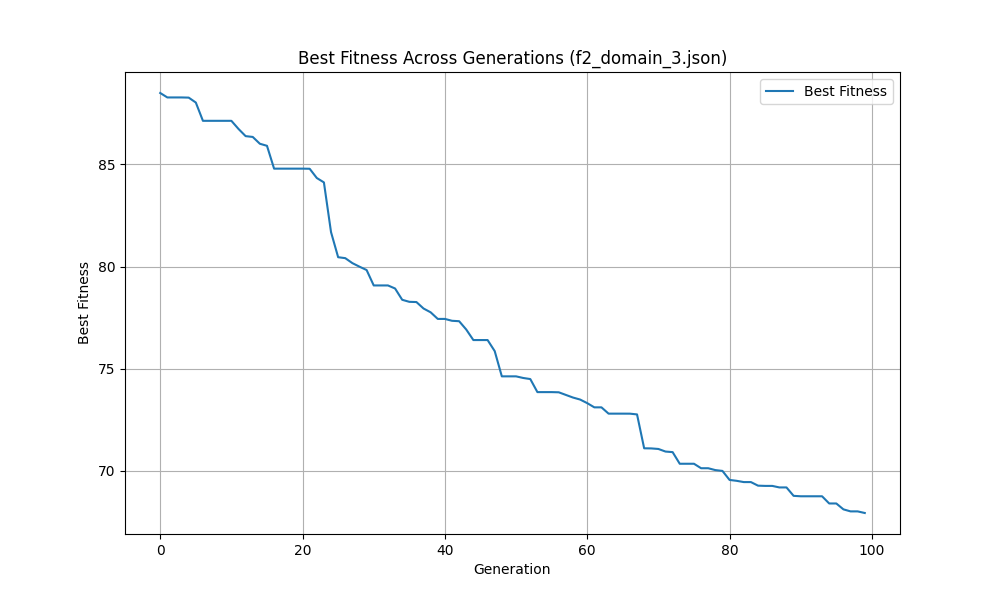 Best Fitness Across Generations (f2_domain_3.json)
Best Fitness
85
80
75
70
Best Fitness
0 20 40 60 80 100
Generation